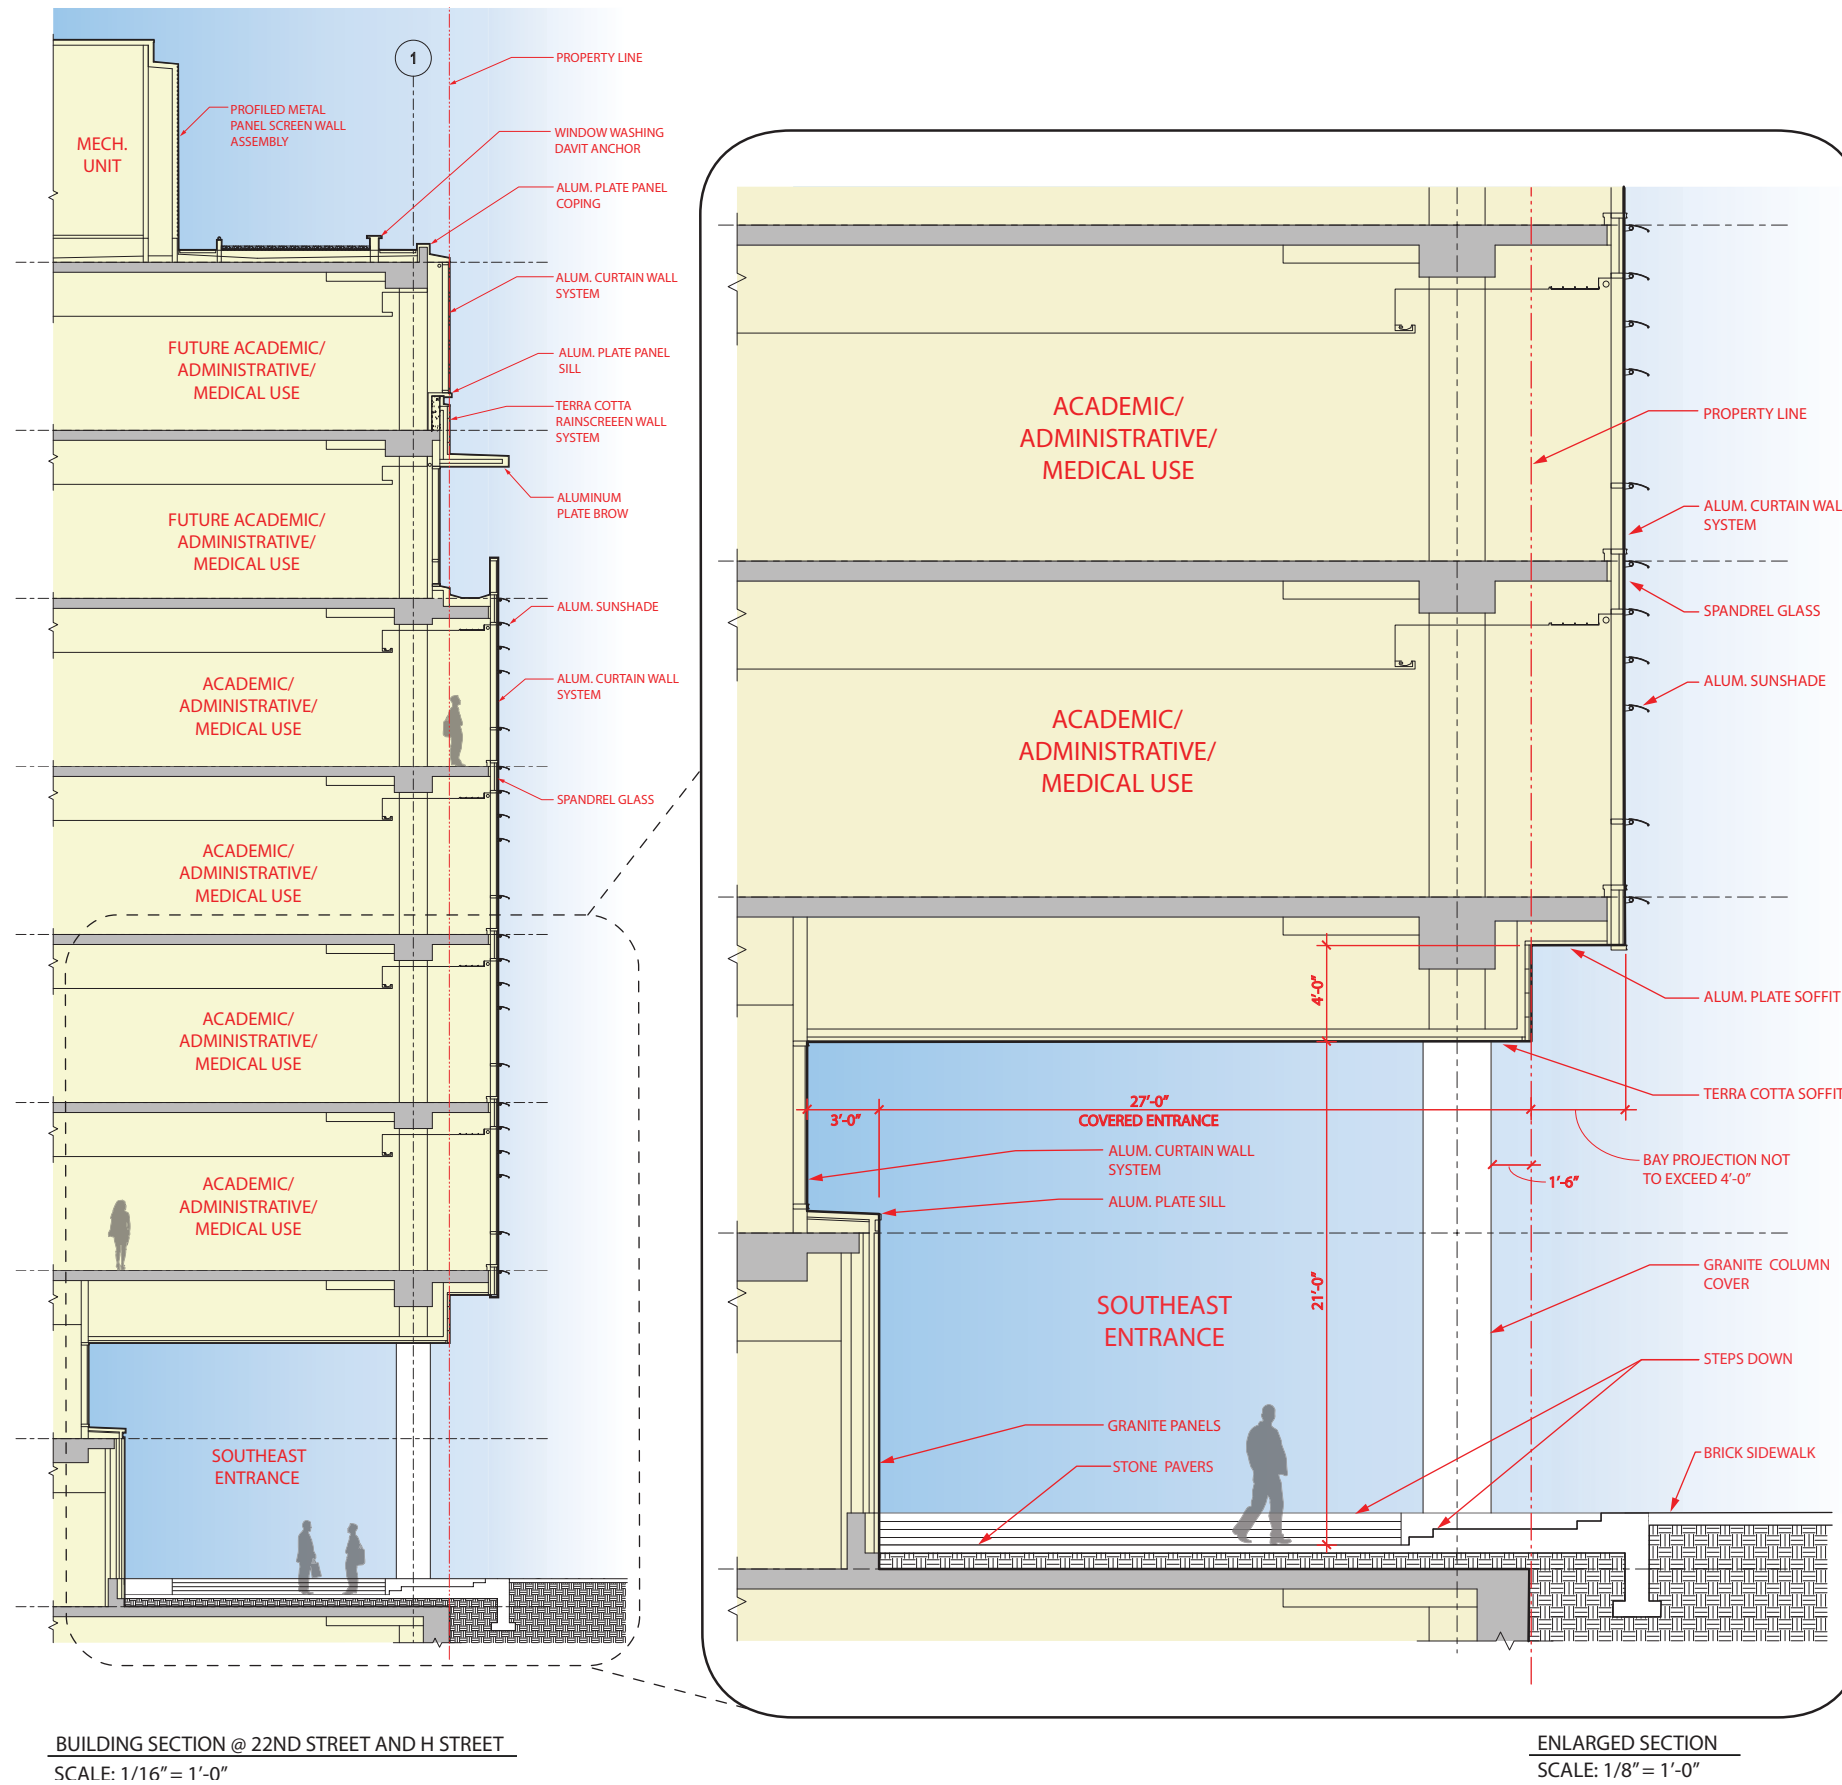 1
PROPERTY LINE
PROFILED METAL
PANEL SCREEN WALL
ASSEMBLY
MECH.
UNIT
WINDOW WASHING
DAVIT ANCHOR
ALUM. PLATE PANEL
COPING
ALUM. CURTAIN WALL
SYSTEM
FUTURE ACADEMIC/
ADMINISTRATIVE/
MEDICAL USE
ALUM. PLATE PANEL
SILL
TERRA COTTA
RAINSCREEEN WALL
SYSTEM
ALUMINUM
PLATE BROW
FUTURE ACADEMIC/
ADMINISTRATIVE/
MEDICAL USE
ALUM. SUNSHADE
ALUM. CURTAIN WALL
SYSTEM
ACADEMIC/
ADMINISTRATIVE/
MEDICAL USE
SPANDREL GLASS
ACADEMIC/
ADMINISTRATIVE/
MEDICAL USE
ACADEMIC/
ADMINISTRATIVE/
MEDICAL USE
ACADEMIC/
ADMINISTRATIVE/
MEDICAL USE
SOUTHEAST
ENTRANCE
BUILDING SECTION @ 22ND STREET AND H STREET
SCALE: 1/16" = 1'-0"
ACADEMIC/
ADMINISTRATIVE/
MEDICAL USE
PROPERTY LINE
ALUM. CURTAIN WAL
SYSTEM
SPANDREL GLASS
ALUM. SUNSHADE
ACADEMIC/
ADMINISTRATIVE/
MEDICAL USE
4'-0"
ALUM. PLATE SOFFIT
TERRA COTTA SOFFIT
3'-0"
27'-0"
COVERED ENTRANCE
ALUM. CURTAIN WALL
SYSTEM
ALUM. PLATE SILL
BAY PROJECTION NOT
TO EXCEED 4'-0"
1'-6"
GRANITE COLUMN
COVER
21'-0"
SOUTHEAST
ENTRANCE
STEPS DOWN
GRANITE PANELS
STONE PAVERS
BRICK SIDEWALK
ENLARGED SECTION
SCALE: 1/8" = 1'-0"